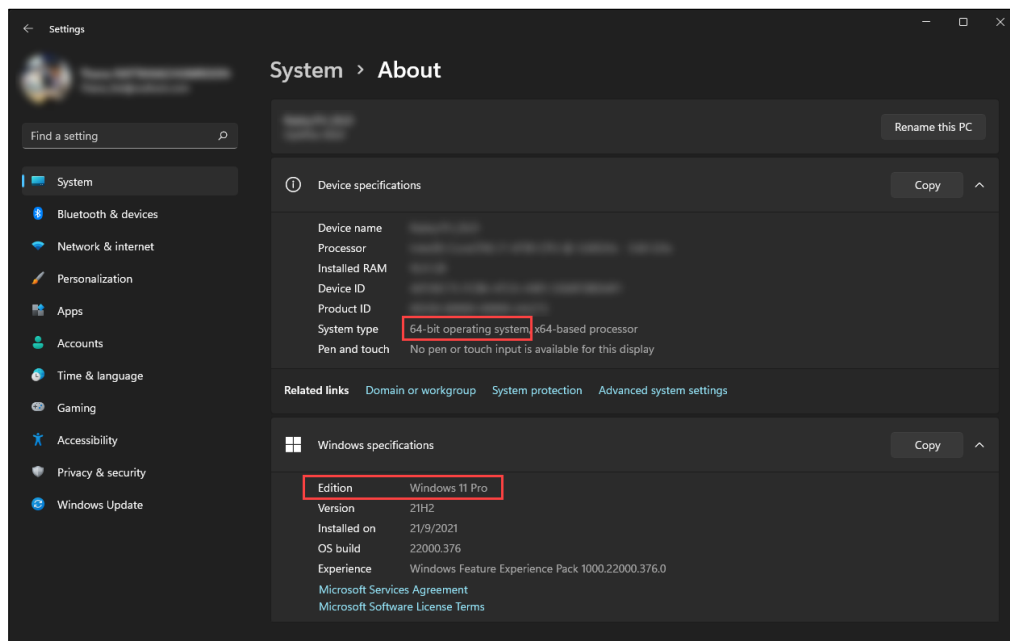 Settings
System > About
Rename this PC
Find a setting
System
Bluetooth & devices
Network & internet
Personalization
Apps
Accounts
Time & language
Gaming
Accessibility
Privacy & security
Windows Update
Device specifications
Copy
Device name
Processor
Installed RAM
Device ID
Product ID
System type 64-bit operating system, x64-based processor
Pen and touch No pen or touch input is available for this display
Related links Domain or workgroup System protection Advanced system settings
Windows specifications
Copy
Edition Windows 11 Pro
Version 21H2
Installed on 21/9/2021
OS build 22000.376
Experience Windows Feature Experience Pack 1000.22000.376.0
Microsoft Services Agreement
Microsoft Software License Terms